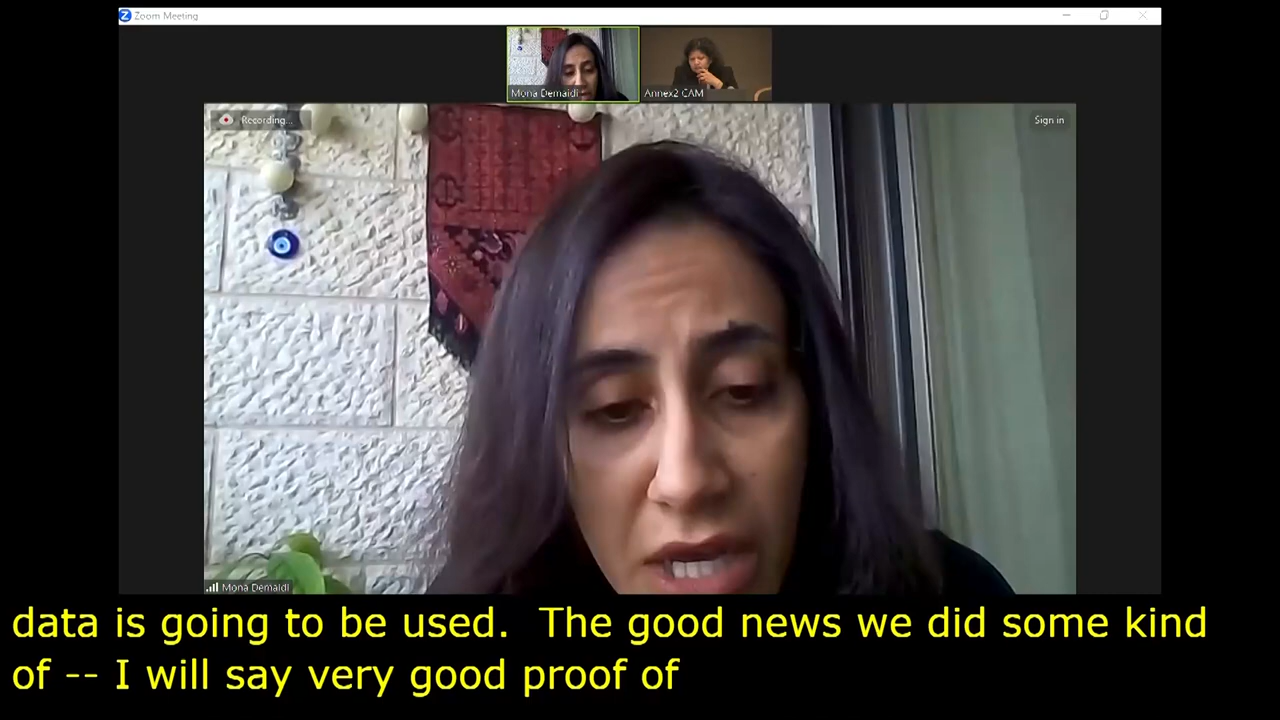 Zoom Meeting
Mona Demaidi
Annex2 CAM
Recording...
Sign in
Mona Demaidi
data is going to be used.  The good news we did some kind
of -- I will say very good proof of